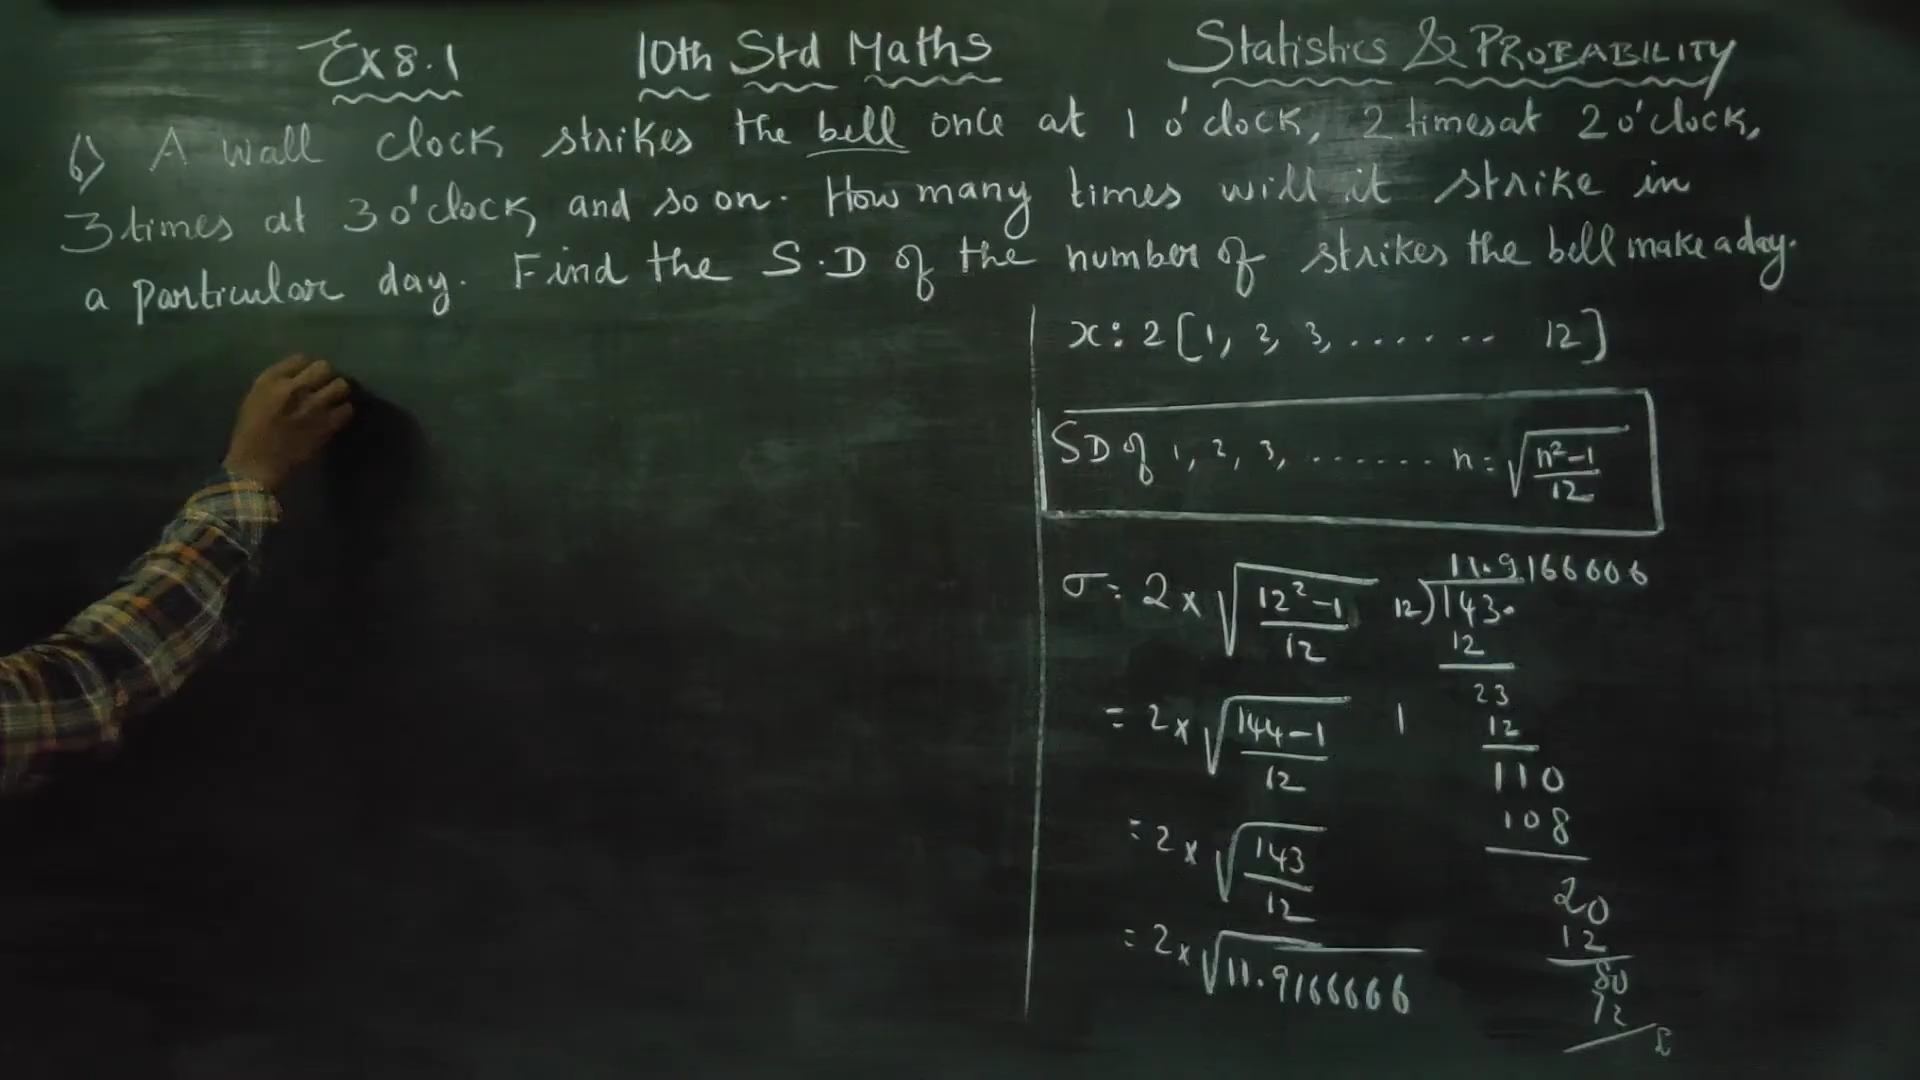 Ex 8.1 10th Std Maths Statistics & PROBABILITY
6) A wall clock strikes the bell once at 1 o'clock, 2 times at 2 o'clock,
3 times at 3 o'clock, and so on. How many times will it strike in
a particular day. Find the S.D of the number of strikes the bell make a day.
x: 2 [1, 2, 3, ....... 12]
SD of 1, 2, 3, ....... n = √(n²-1)/12
σ = 2 × √(12²-1)/12
= 2 × √(144-1)/12
= 2 × √143/12
= 2 × √11.9166666
11.9166606
12)143.
12
23
1 12
110
108
20
12
80
72